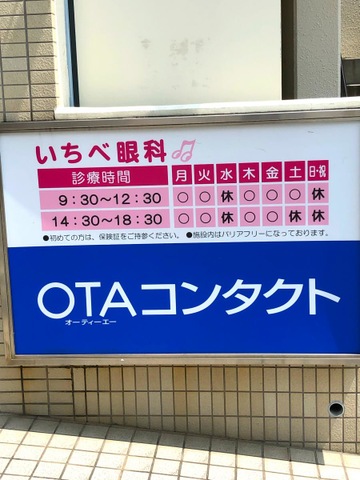 いちべ眼科
診療時間 月 火 水 木 金 土 日・祝
9:30〜12:30 ○ ○ 休 ○ ○ ○ 休
14:30〜18:30 ○ ○ 休 ○ ○ 休 休
●初めての方は、保険証をご持参ください。 ●施設内はバリアフリーになっております。
OTAコンタクト
オーティーエー